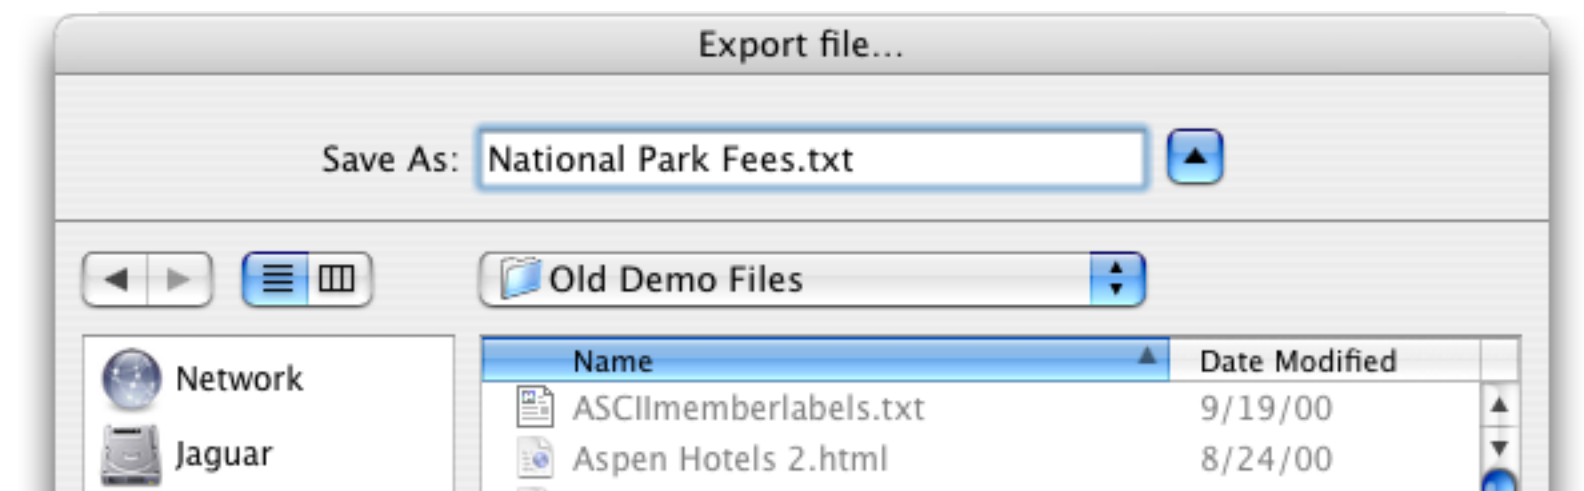 Export file...
Save As: National Park Fees.txt
Old Demo Files
Network
Jaguar
Name Date Modified
ASCIImemberlabels.txt 9/19/00
Aspen Hotels 2.html 8/24/00